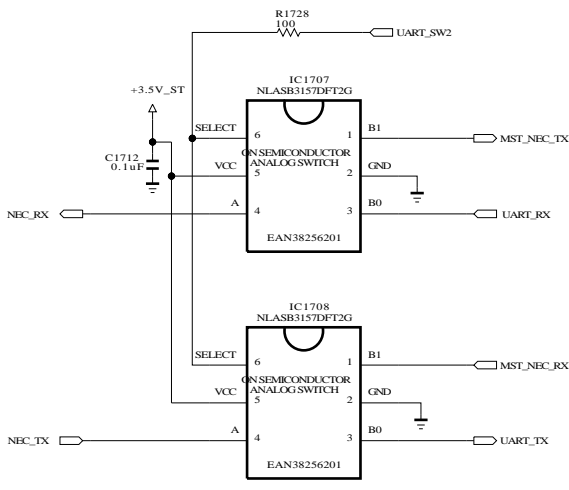 R1728
100
UART_SW2
IC1707
NLASB3157DFT2G
+3.5V_ST
SELECT
6
1
B1
MST_NEC_TX
ON SEMICONDUCTOR
ANALOG SWITCH
C1712
0.1uF
VCC
5
2
GND
NEC_RX
A
4
3
B0
UART_RX
EAN38256201
IC1708
NLASB3157DFT2G
SELECT
6
1
B1
MST_NEC_RX
ON SEMICONDUCTOR
ANALOG SWITCH
VCC
5
2
GND
NEC_TX
A
4
3
B0
UART_TX
EAN38256201